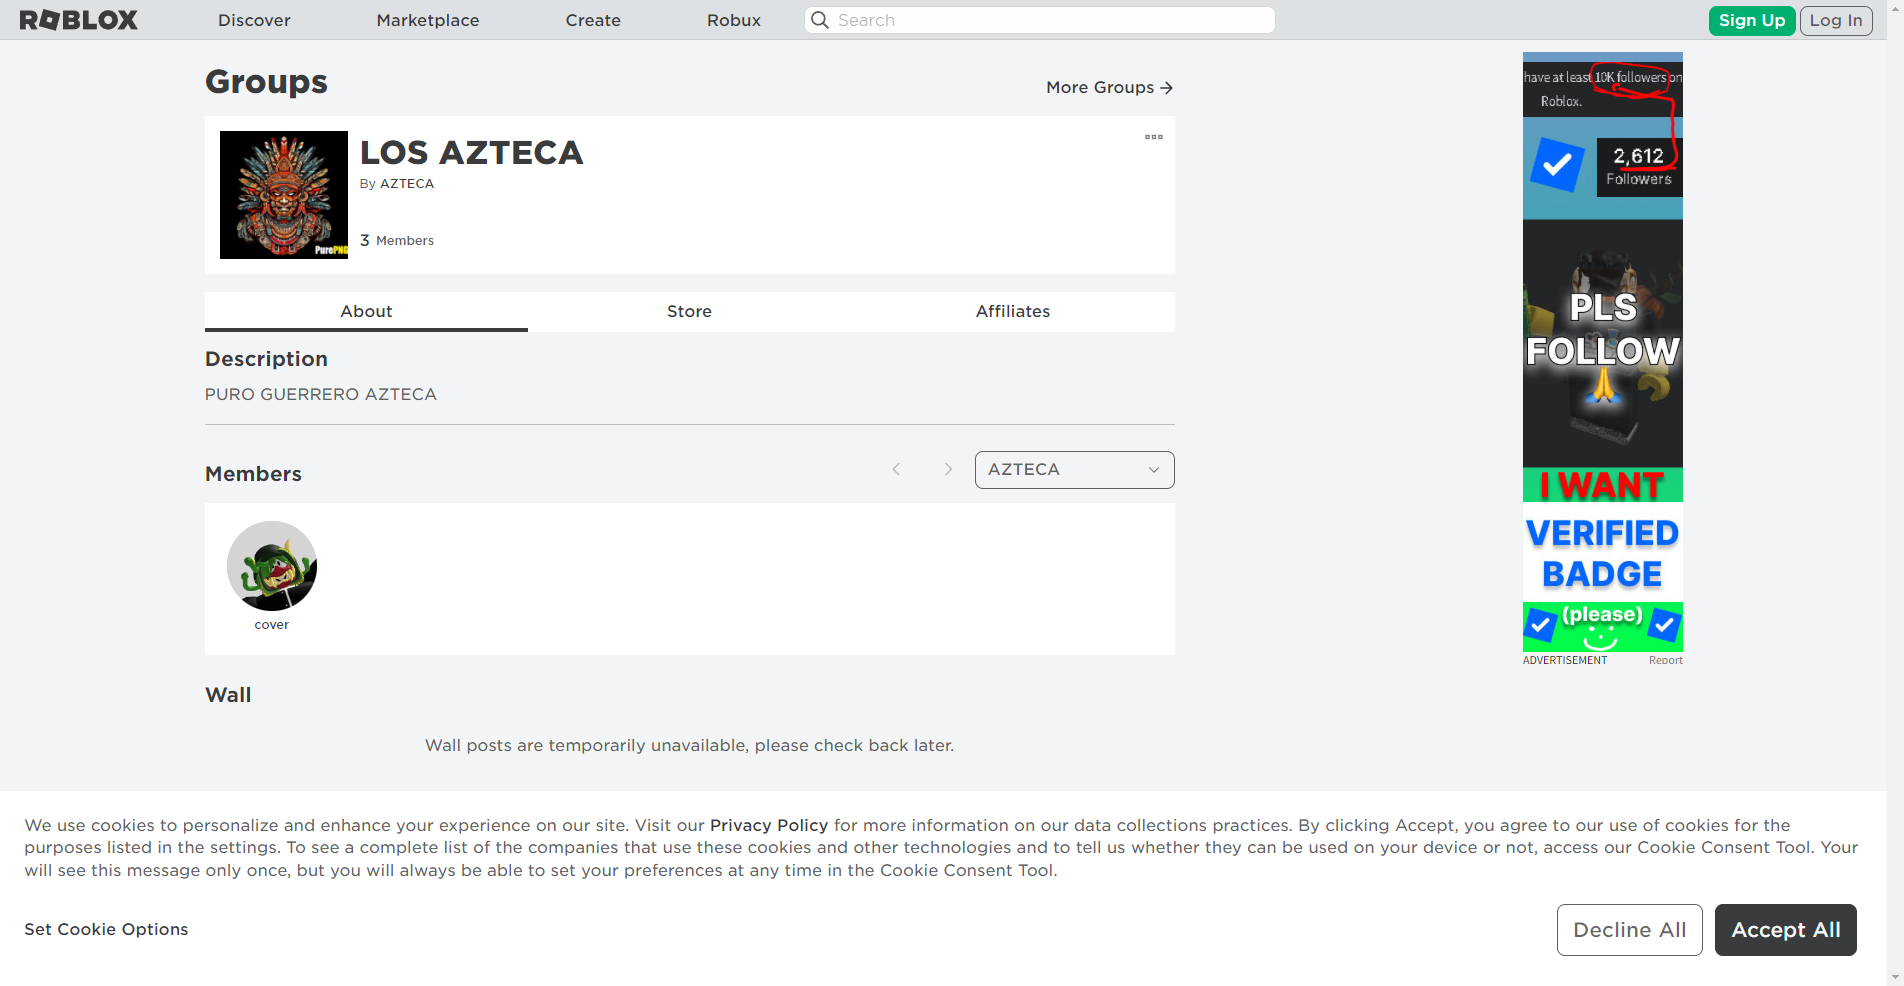 ROBLOX
Discover
Marketplace
Create
Robux
Search
Sign Up
Log In
Groups
More Groups
LOS AZTECA
By AZTECA
3 Members
PurePNG
About
Store
Affiliates
Description
PURO GUERRERO AZTECA
Members
AZTECA
cover
Wall
Wall posts are temporarily unavailable, please check back later.
have at least 10K followers on
Roblox.
2,612
Followers
PLS
FOLLOW
I WANT
VERIFIED
BADGE
(please)
ADVERTISEMENT
Report
We use cookies to personalize and enhance your experience on our site. Visit our Privacy Policy for more information on our data collections practices. By clicking Accept, you agree to our use of cookies for the
purposes listed in the settings. To see a complete list of the companies that use these cookies and other technologies and to tell us whether they can be used on your device or not, access our Cookie Consent Tool. Your
will see this message only once, but you will always be able to set your preferences at any time in the Cookie Consent Tool.
Set Cookie Options
Decline All
Accept All